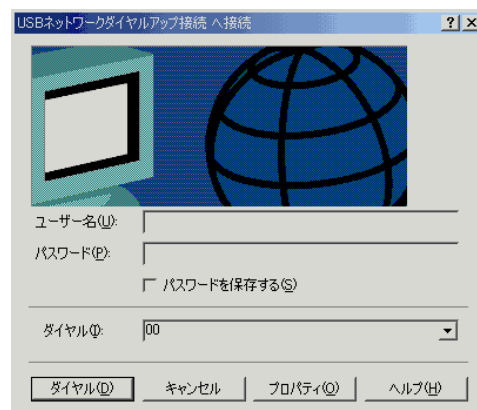 USBネットワークダイヤルアップ接続 へ接続
ユーザー名(U):
パスワード(P):
パスワードを保存する(S)
ダイヤル(I): 00
ダイヤル(D) キャンセル プロパティ(O) ヘルプ(H)